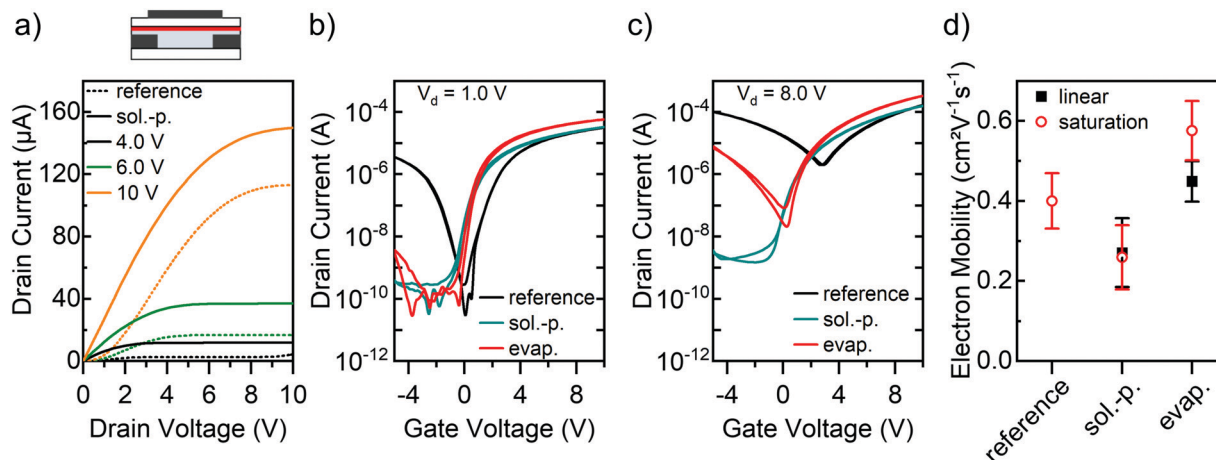 a)
reference
sol.-p.
4.0 V
6.0 V
10 V
160
120
80
40
0
Drain Current (µA)
0 2 4 6 8 10
Drain Voltage (V)
b)
V_d = 1.0 V
10⁻⁴
10⁻⁶
10⁻⁸
10⁻¹⁰
10⁻¹²
Drain Current (A)
reference
sol.-p.
evap.
-4 0 4 8
Gate Voltage (V)
c)
V_d = 8.0 V
10⁻⁴
10⁻⁶
10⁻⁸
10⁻¹⁰
10⁻¹²
Drain Current (A)
reference
sol.-p.
evap.
-4 0 4 8
Gate Voltage (V)
d)
linear
saturation
0.6
0.4
0.2
0.0
Electron Mobility (cm²V⁻¹s⁻¹)
reference
sol.-p.
evap.